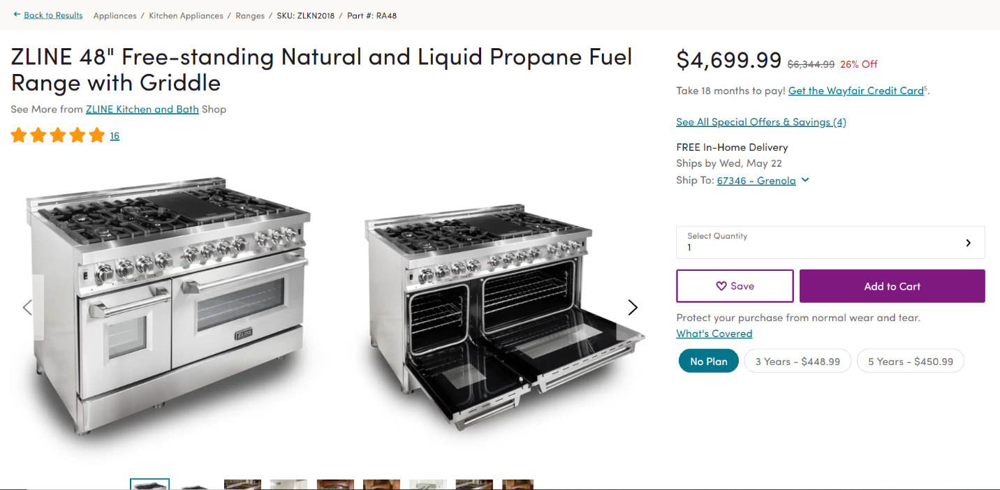 ← Back to Results Appliances / Kitchen Appliances / Ranges / SKU: ZLKN2018 / Part #: RA48
ZLINE 48" Free-standing Natural and Liquid Propane Fuel
Range with Griddle
See More from ZLINE Kitchen and Bath Shop
16
ZLINE
$4,699.99 $6,344.99 26% Off
Take 18 months to pay! Get the Wayfair Credit Card⁵.
See All Special Offers & Savings (4)
FREE In-Home Delivery
Ships by Wed, May 22
Ship To: 67346 - Grenola
Select Quantity
1
Save
Add to Cart
Protect your purchase from normal wear and tear.
What's Covered
No Plan
3 Years - $448.99
5 Years - $450.99